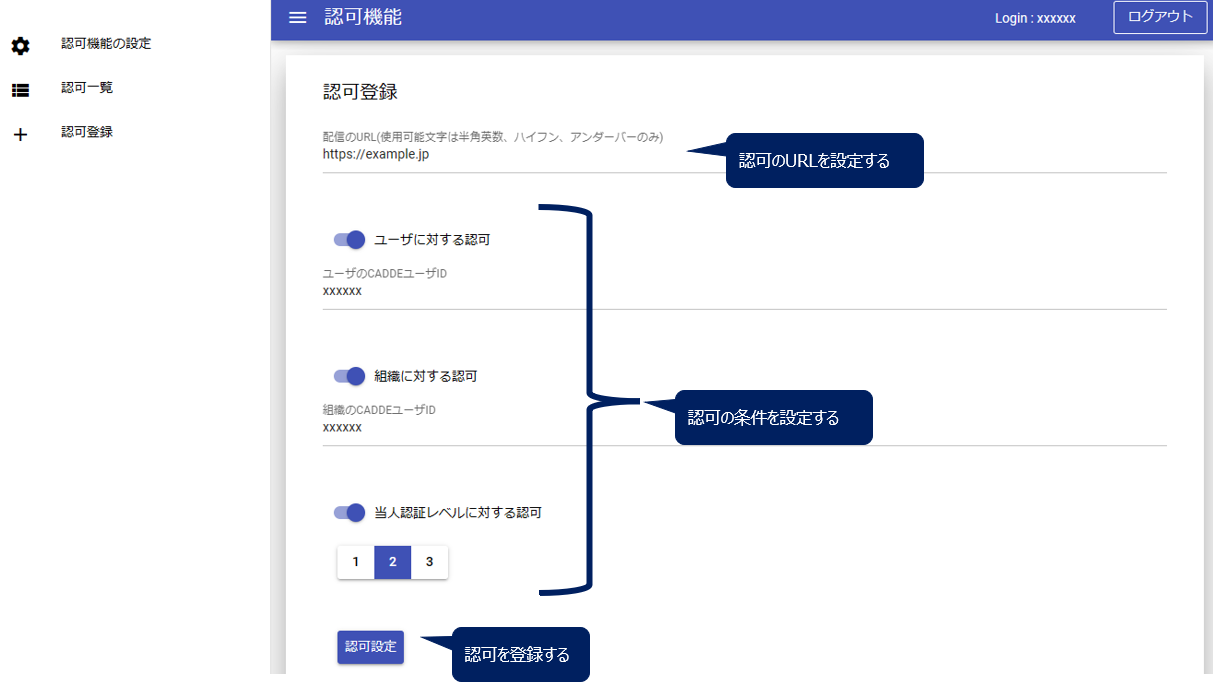 認可機能
Login : xxxxxx
ログアウト
認可機能の設定
認可一覧
認可登録
認可登録
配信のURL(使用可能文字は半角英数、ハイフン、アンダーバーのみ)
https://example.jp
認可のURLを設定する
ユーザに対する認可
ユーザのCADDEユーザID
xxxxxx
組織に対する認可
組織のCADDEユーザID
xxxxxx
認可の条件を設定する
当人認証レベルに対する認可
1 2 3
認可設定
認可を登録する